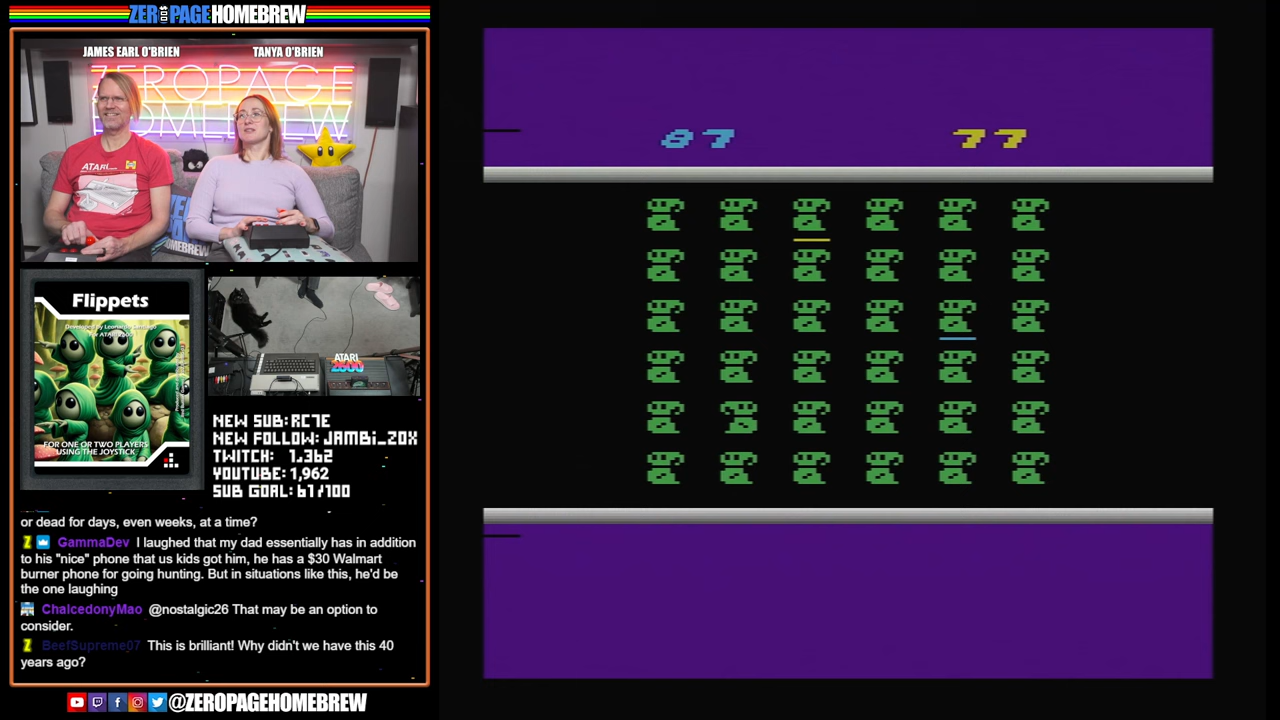 ZEROPAGE HOMEBREW
JAMES EARL O'BRIEN
TANYA O'BRIEN
ZEROPAGE
HOMEBREW
ATARI
HOMEBREW
87
77
Flippets
FOR ONE OR TWO PLAYERS
USING THE JOYSTICK
ATARI
2600
NEW SUB: RC7E
NEW FOLLOW: JAMBI_ZOX
TWITCH: 1,362
YOUTUBE: 1,962
SUB GOAL: 67/100
or dead for days, even weeks, at a time?
GammaDev I laughed that my dad essentially has in addition
to his "nice" phone that us kids got him, he has a $30 Walmart
burner phone for going hunting. But in situations like this, he'd be
the one laughing
ChalcedonyMao @nostalgic26 That may be an option to
consider.
BeefSupreme07 This is brilliant! Why didn't we have this 40
years ago?
@ZEROPAGEHOMEBREW